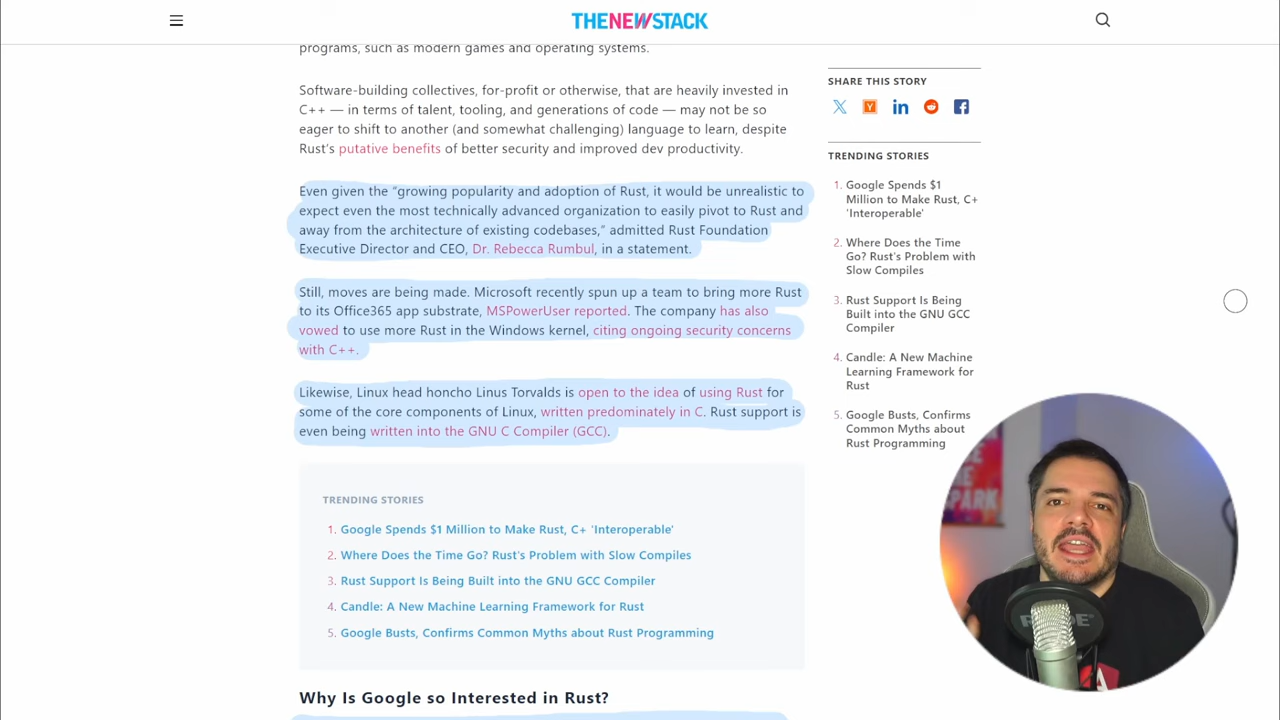 THENEWSTACK
programs, such as modern games and operating systems.
Software-building collectives, for-profit or otherwise, that are heavily invested in
C++ — in terms of talent, tooling, and generations of code — may not be so
eager to shift to another (and somewhat challenging) language to learn, despite
Rust's putative benefits of better security and improved dev productivity.
Even given the “growing popularity and adoption of Rust, it would be unrealistic to
expect even the most technically advanced organization to easily pivot to Rust and
away from the architecture of existing codebases,” admitted Rust Foundation
Executive Director and CEO, Dr. Rebecca Rumbul, in a statement.
Still, moves are being made. Microsoft recently spun up a team to bring more Rust
to its Office365 app substrate, MSPowerUser reported. The company has also
vowed to use more Rust in the Windows kernel, citing ongoing security concerns
with C++.
Likewise, Linux head honcho Linus Torvalds is open to the idea of using Rust for
some of the core components of Linux, written predominately in C. Rust support is
even being written into the GNU C Compiler (GCC).
TRENDING STORIES
1. Google Spends $1 Million to Make Rust, C+ 'Interoperable'
2. Where Does the Time Go? Rust's Problem with Slow Compiles
3. Rust Support Is Being Built into the GNU GCC Compiler
4. Candle: A New Machine Learning Framework for Rust
5. Google Busts, Confirms Common Myths about Rust Programming
Why Is Google so Interested in Rust?
SHARE THIS STORY
TRENDING STORIES
1. Google Spends $1
Million to Make Rust, C+
'Interoperable'
2. Where Does the Time
Go? Rust's Problem with
Slow Compiles
3. Rust Support Is Being
Built into the GNU GCC
Compiler
4. Candle: A New Machine
Learning Framework for
Rust
5. Google Busts, Confirms
Common Myths about
Rust Programming
RØDE